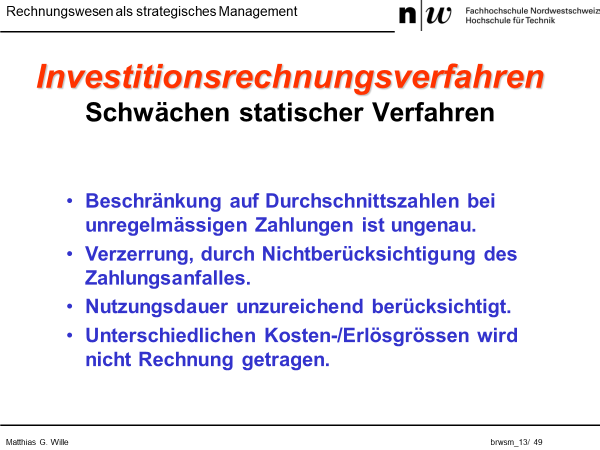 Rechnungswesen als strategisches Management
n|w
Fachhochschule Nordwestschweiz
Hochschule für Technik
Investitionsrechnungsverfahren
Schwächen statischer Verfahren
• Beschränkung auf Durchschnittszahlen bei
unregelmässigen Zahlungen ist ungenau.
• Verzerrung, durch Nichtberücksichtigung des
Zahlungsanfalles.
• Nutzungsdauer unzureichend berücksichtigt.
• Unterschiedlichen Kosten-/Erlösgrössen wird
nicht Rechnung getragen.
Matthias G. Wille
brwsm_13/ 49